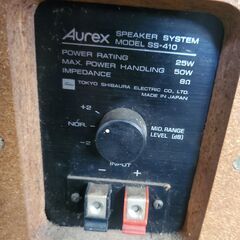 Aurex SPEAKER SYSTEM
MODEL SS-410
POWER RATING 25W
MAX. POWER HANDLING 50W
IMPEDANCE 8Ω
TOKYO SHIBAURA ELECTRIC CO., LTD.
MADE IN JAPAN
+2
NOR.
-2
MID. RANGE
LEVEL (dB)
INPUT
− +